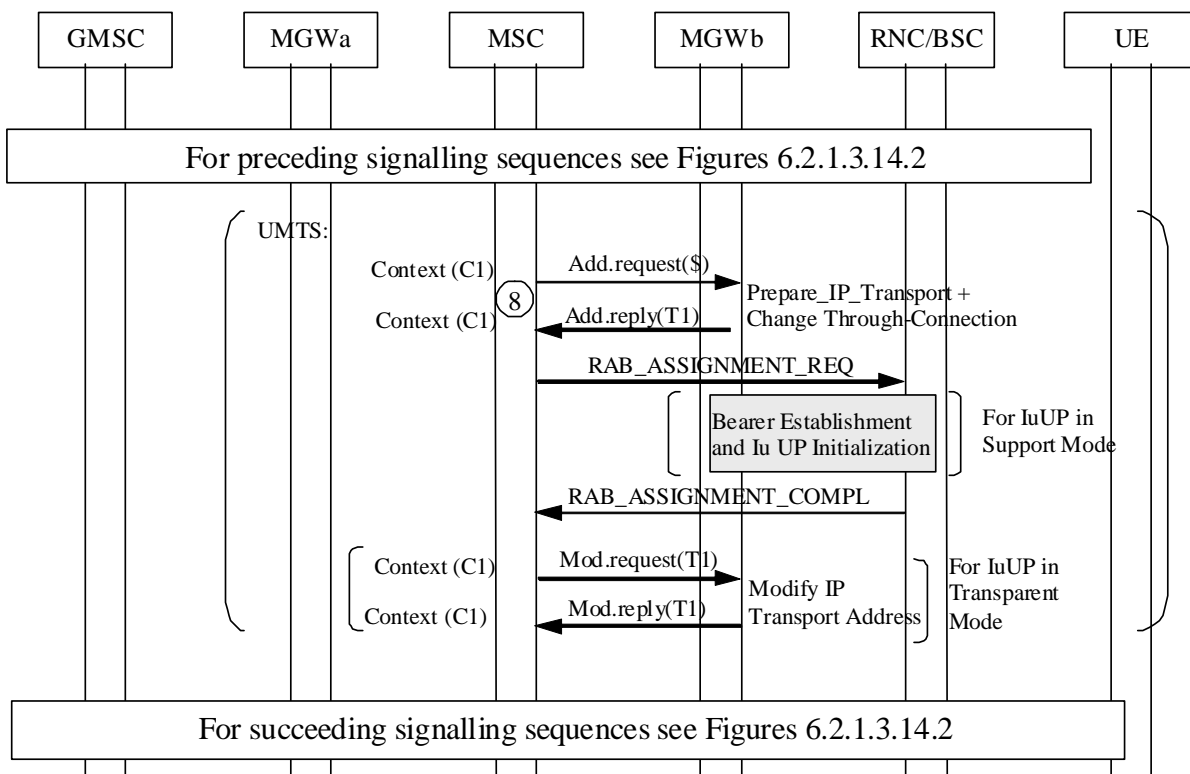 GMSC
MGWa
MSC
MGWb
RNC/BSC
UE
For preceding signalling sequences see Figures 6.2.1.3.14.2
UMTS:
Context (C1)
Add.request($)
8
Prepare_IP_Transport +
Change Through-Connection
Context (C1)
Add.reply(T1)
RAB_ASSIGNMENT_REQ
Bearer Establishment
and Iu UP Initialization
For IuUP in
Support Mode
RAB_ASSIGNMENT_COMPL
Context (C1)
Mod.request(T1)
Modify IP
Transport Address
For IuUP in
Transparent
Mode
Context (C1)
Mod.reply(T1)
For succeeding signalling sequences see Figures 6.2.1.3.14.2